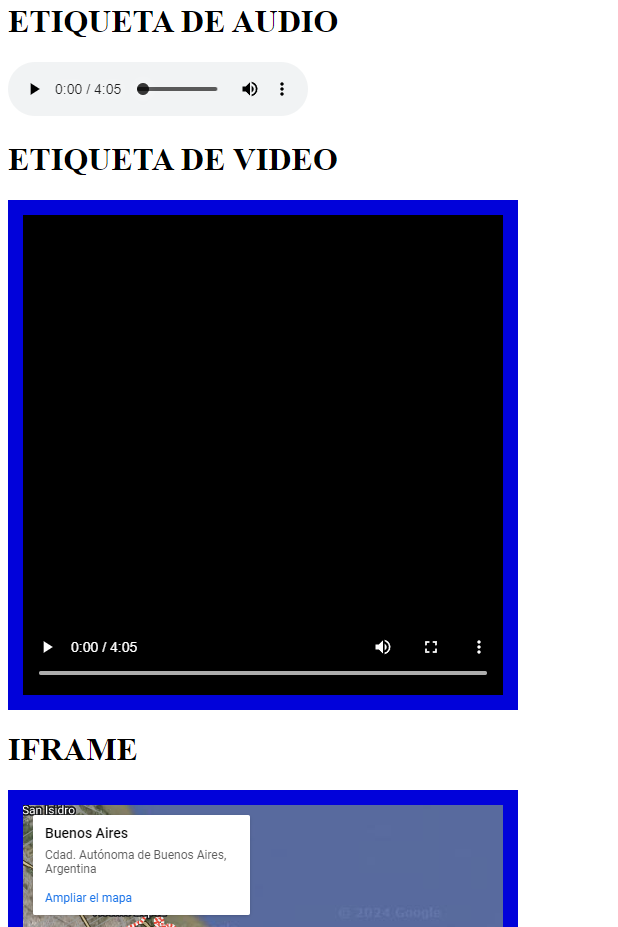 ETIQUETA DE AUDIO
0:00 / 4:05
ETIQUETA DE VIDEO
0:00 / 4:05
IFRAME
San Isidro
Buenos Aires
Cdad. Autónoma de Buenos Aires,
Argentina
Ampliar el mapa
© 2024 Google